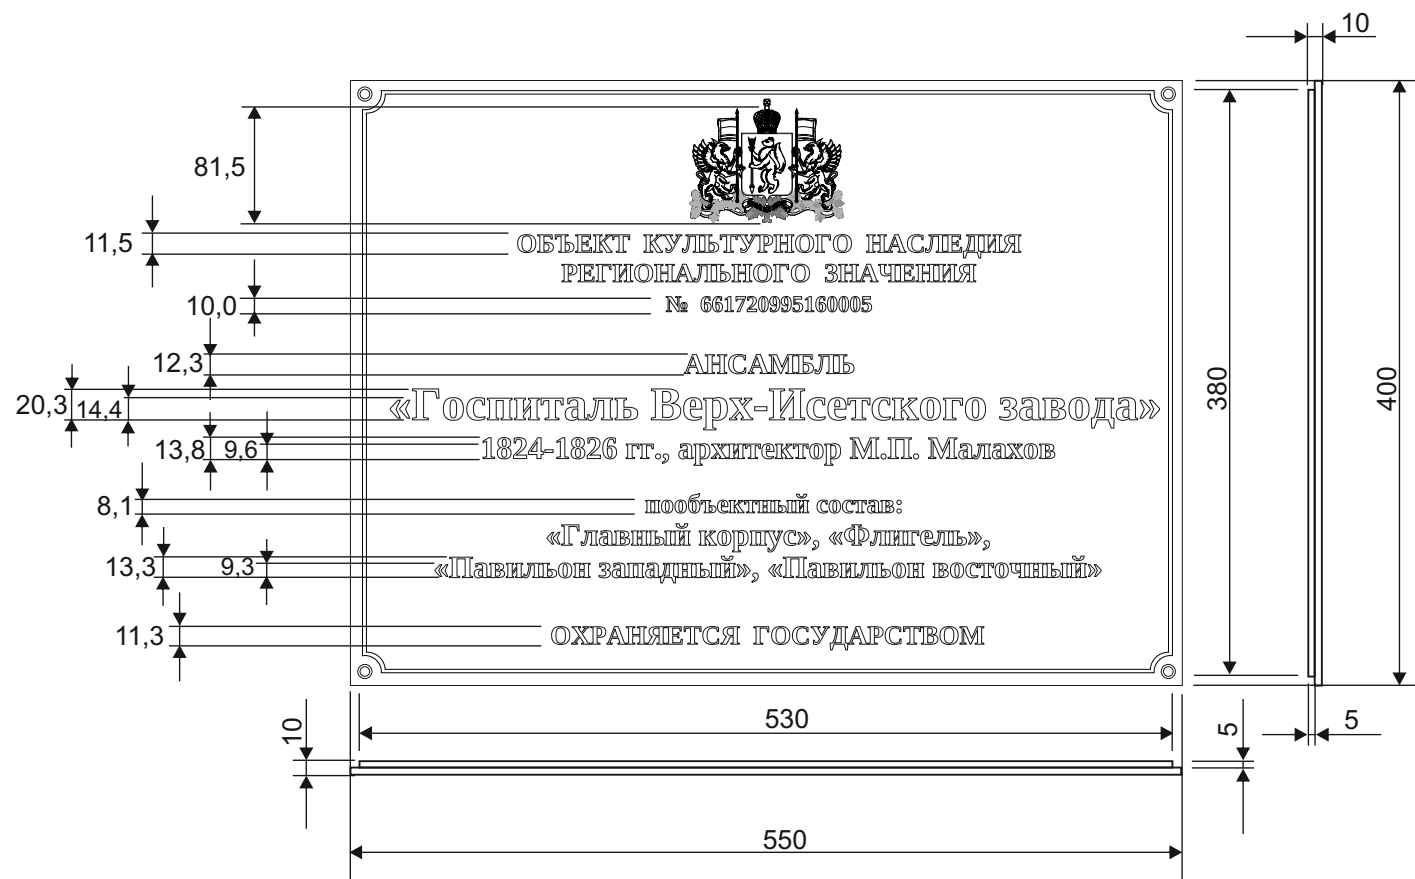 10
81,5
11,5
ОБЪЕКТ КУЛЬТУРНОГО НАСЛЕДИЯ
РЕГИОНАЛЬНОГО ЗНАЧЕНИЯ
10,0
№ 661720995160005
12,3
АНСАМБЛЬ
380
400
20,3
14,4
«Госпиталь Верх-Исетского завода»
13,8
9,6
1824-1826 гг., архитектор М.П. Малахов
8,1
пообъектный состав:
«Главный корпус», «Флигель»,
13,3
9,3
«Павильон западный», «Павильон восточный»
11,3
ОХРАНЯЕТСЯ ГОСУДАРСТВОМ
10
530
5
5
550